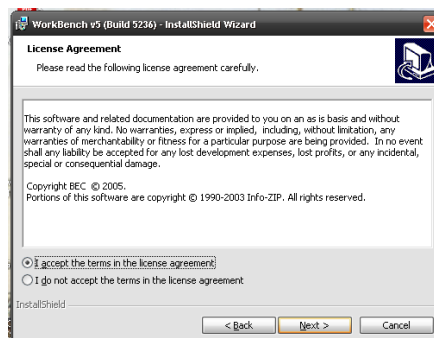 WorkBench v5 (Build 5236) - InstallShield Wizard
License Agreement
Please read the following license agreement carefully.
This software and related documentation are provided to you on an as is basis and without
warranty of any kind. No warranties, express or implied, including, without limitation, any
warranties of merchantability or fitness for a particular purpose are being provided. In no event
shall any liability be accepted for any lost development expenses, lost profits, or any incidental,
special or consequential damage.
Copyright BEC © 2005.
Portions of this software are copyright © 1990-2003 Info-ZIP. All rights reserved.
I accept the terms in the license agreement
I do not accept the terms in the license agreement
InstallShield
< Back Next > Cancel